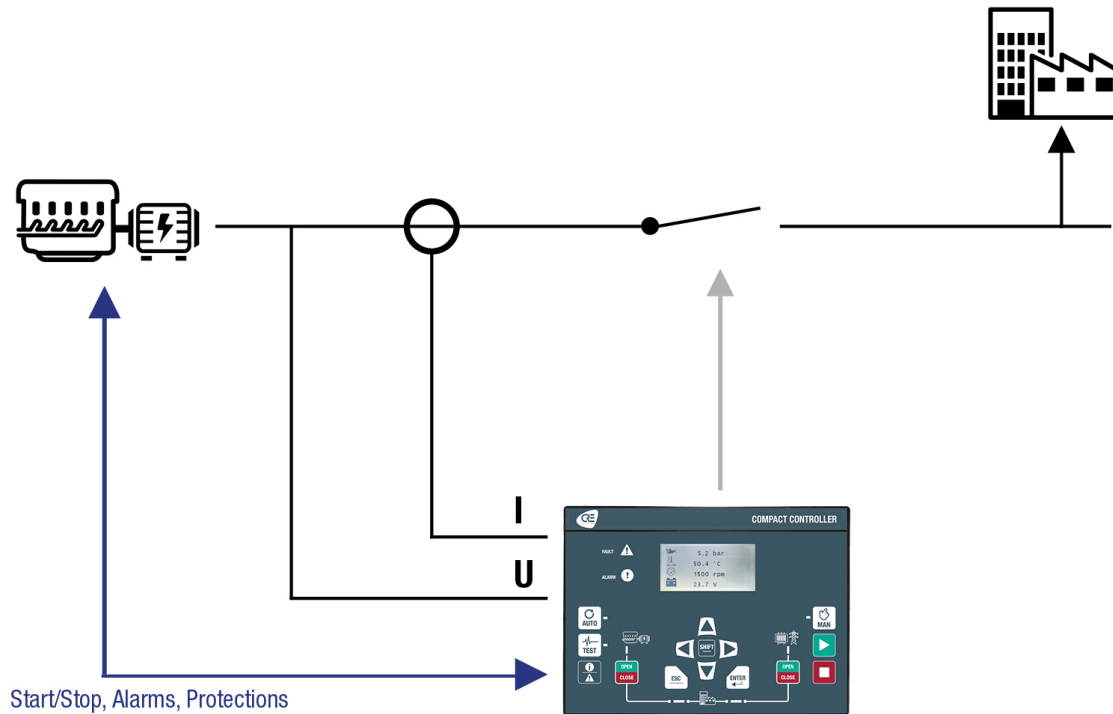 I
U
Start/Stop, Alarms, Protections
CRE
COMPACT CONTROLLER
FAULT
ALARM
5.2 bar
50.4 °C
1500 rpm
23.7 V
AUTO
TEST
SHIFT
ESC
ENTER
MAN
OPEN
CLOSE
OPEN
CLOSE